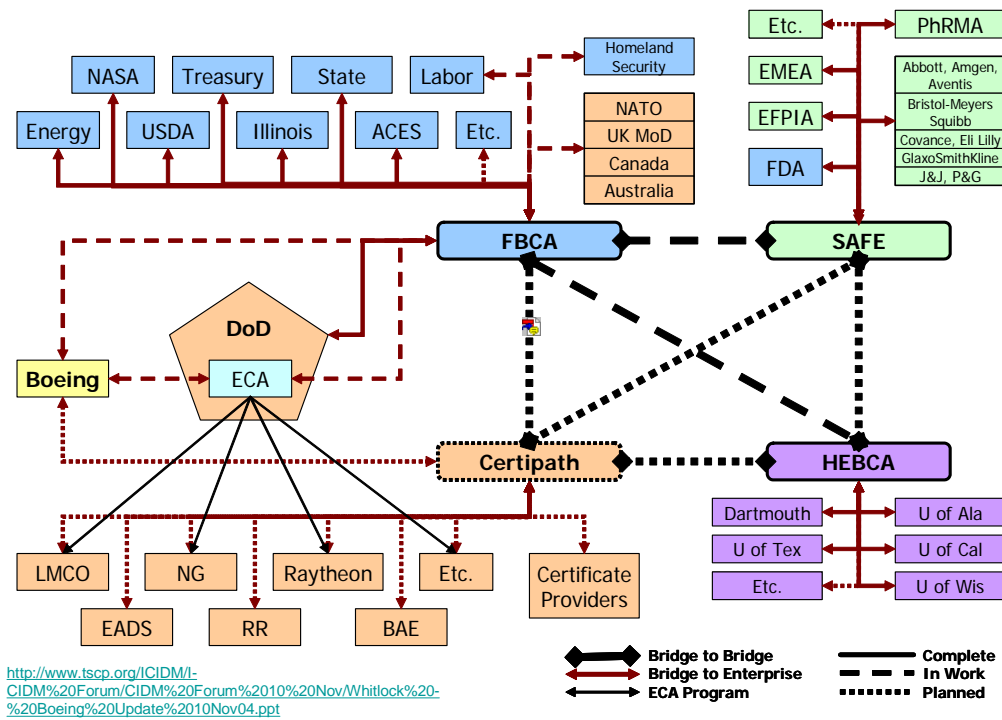 Etc.
PhRMA
NASA
Treasury
State
Labor
Homeland
Security
EMEA
Abbott, Amgen,
Aventis
Bristol-Meyers
Squibb
Covance, Eli Lilly,
GlaxoSmithKline
J&J, P&G
NATO
UK MoD
Canada
Australia
Energy
USDA
Illinois
ACES
Etc.
EFPIA
FDA
FBCA
SAFE
DoD
Boeing
ECA
Certipath
HEBCA
Dartmouth
U of Ala
U of Tex
U of Cal
Etc.
U of Wis
LMCO
NG
Raytheon
Etc.
Certificate
Providers
EADS
RR
BAE
Bridge to Bridge
Bridge to Enterprise
ECA Program
Complete
In Work
Planned
http://www.tscp.org/ICIDM/I-
CIDM%20Forum/CIDM%20Forum%2010%20Nov/Whitlock%20-
%20Boeing%20Update%2010Nov04.ppt